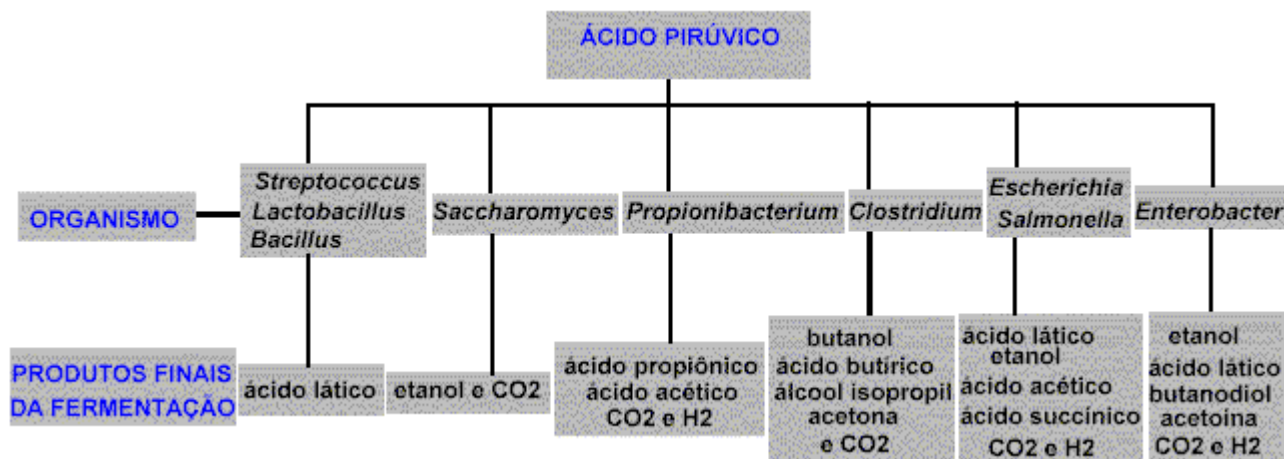 ÁCIDO PIRÚVICO
ORGANISMO
Streptococcus
Lactobacillus
Bacillus
Saccharomyces
Propionibacterium
Clostridium
Escherichia
Salmonella
Enterobacter
PRODUTOS FINAIS
DA FERMENTAÇÃO
ácido lático
etanol e CO2
ácido propiônico
ácido acético
CO2 e H2
butanol
ácido butírico
álcool isopropil
acetona
e CO2
ácido lático
etanol
ácido acético
ácido succínico
CO2 e H2
etanol
ácido lático
butanodiol
acetoina
CO2 e H2